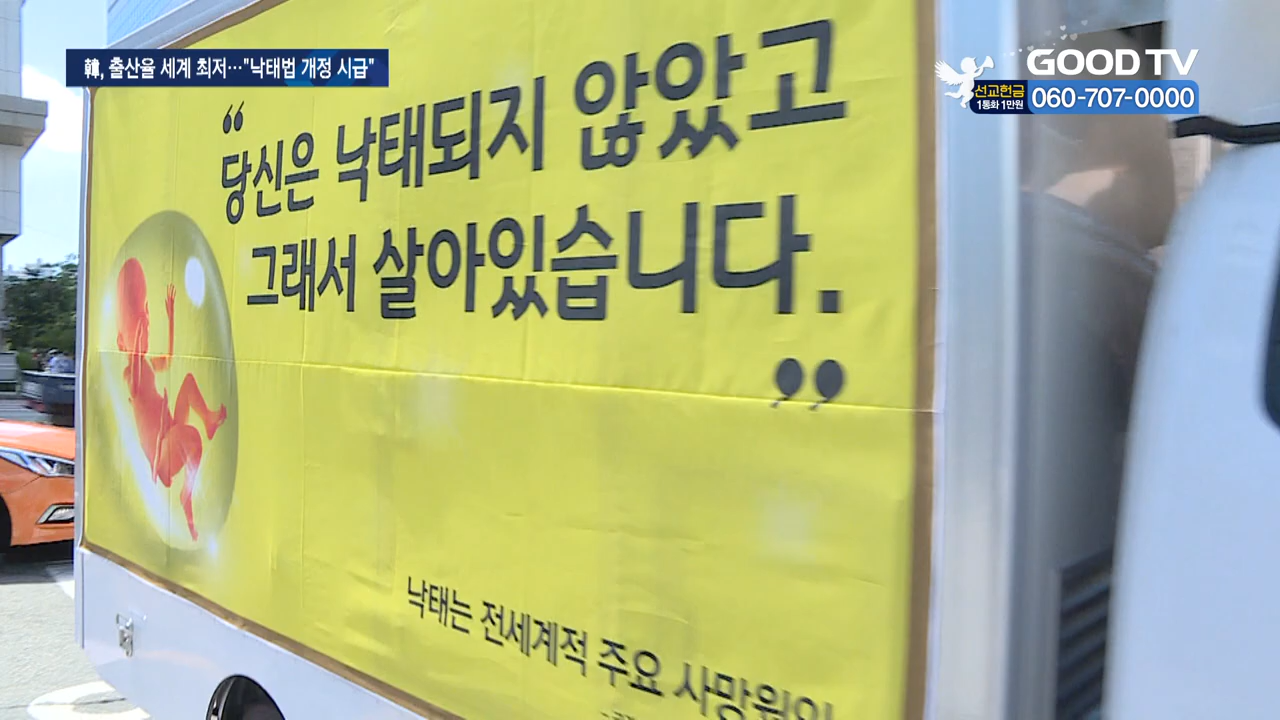 韓, 출산율 세계 최저…"낙태법 개정 시급"
GOOD TV
선교헌금
1통화 1만원
060-707-0000
“
당신은 낙태되지 않았고
그래서 살아있습니다.
”
낙태는 전세계적 주요 사망원인